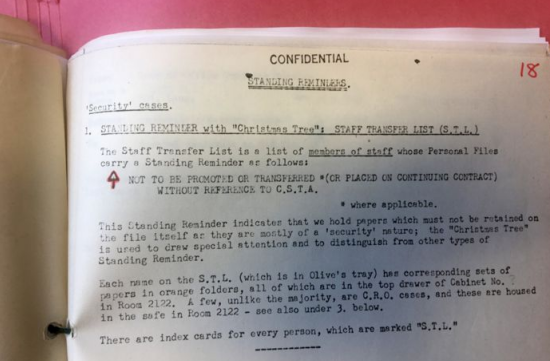 CONFIDENTIAL
18
STANDING REMINDERS.
'Security' cases.
1. STANDING REMINDER with "Christmas Tree": STAFF TRANSFER LIST (S.T.L.)
The Staff Transfer List is a list of members of staff whose Personal Files
carry a Standing Reminder as follows:
NOT TO BE PROMOTED OR TRANSFERRED *(OR PLACED ON CONTINUING CONTRACT)
WITHOUT REFERENCE TO C.S.T.A.
* where applicable.
This Standing Reminder indicates that we hold papers which must not be retained on
the file itself as they are mostly of a 'security' nature; the "Christmas Tree"
is used to draw special attention and to distinguish from other types of
Standing Reminder.
Each name on the S.T.L. (which is in Olive's tray) has corresponding sets of
papers in orange folders, all of which are in the top drawer of Cabinet No.
in Room 2122. A few, unlike the majority, are C.R.O. cases, and these are housed
in the safe in Room 2122 - see also under 3. below.
There are index cards for every person, which are marked "S.T.L."